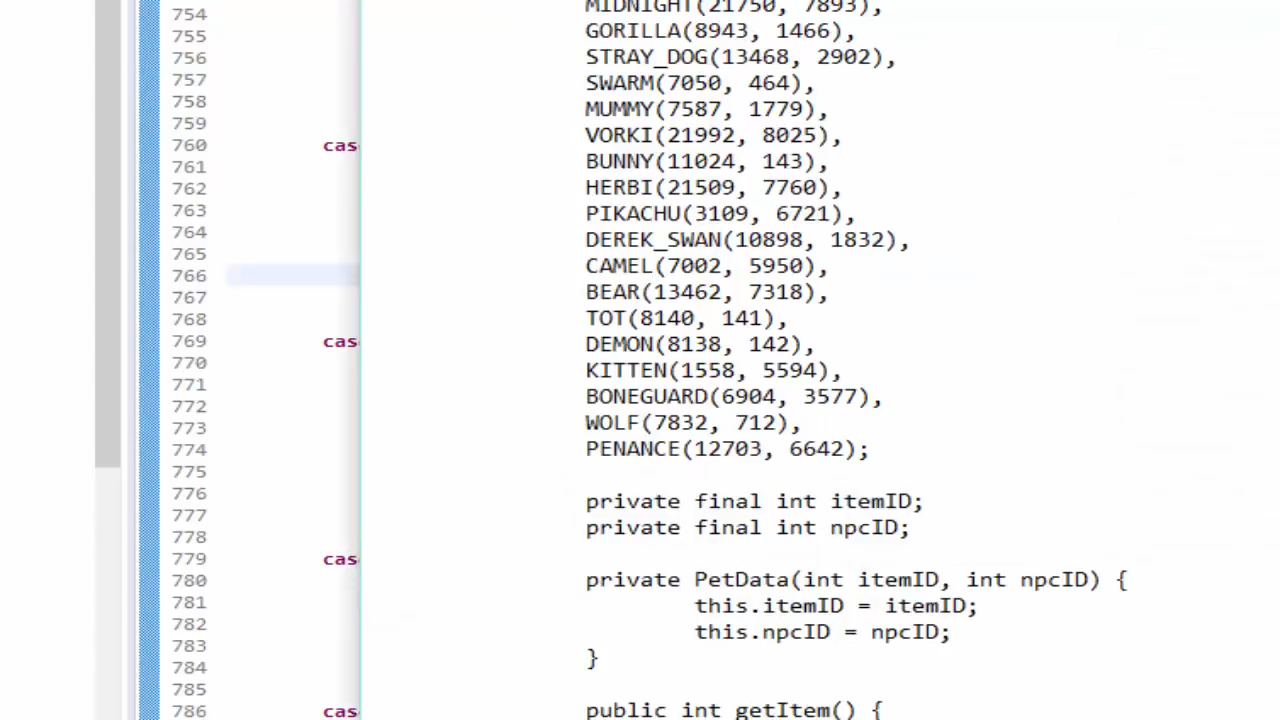 754
755
756
757
758
759
760
761
762
763
764
765
766
767
768
769
770
771
772
773
774
775
776
777
778
779
780
781
782
783
784
785
786
cas
cas
cas
cas
MIDNIGHT(21750, 7893),
GORILLA(8943, 1466),
STRAY_DOG(13468, 2902),
SWARM(7050, 464),
MUMMY(7587, 1779),
VORKI(21992, 8025),
BUNNY(11024, 143),
HERBI(21509, 7760),
PIKACHU(3109, 6721),
DEREK_SWAN(10898, 1832),
CAMEL(7002, 5950),
BEAR(13462, 7318),
TOT(8140, 141),
DEMON(8138, 142),
KITTEN(1558, 5594),
BONEGUARD(6904, 3577),
WOLF(7832, 712),
PENANCE(12703, 6642);
private final int itemID;
private final int npcID;
private PetData(int itemID, int npcID) {
this.itemID = itemID;
this.npcID = npcID;
}
public int getItem() {